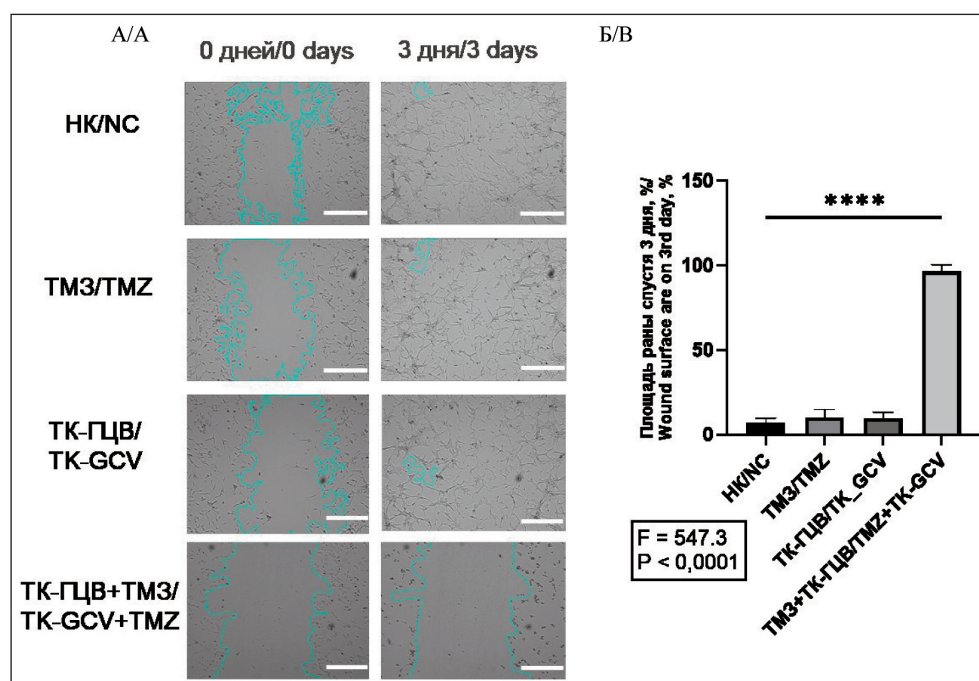 А/А
0 дней/0 days
3 дня/3 days
НК/NC
ТМЗ/TMZ
ТК-ГЦВ/
TK-GCV
ТК-ГЦВ+ТМЗ/
TK-GCV+TMZ
Б/В
Площадь раны спустя 3 дня, %/
Wound surface are on 3rd day, %
150
100
50
0
****
НК/NC
ТМЗ/TMZ
ТК-ГЦВ/TK_GCV
ТМЗ+ТК-ГЦВ/TMZ+TK-GCV
F = 547.3
P < 0,0001